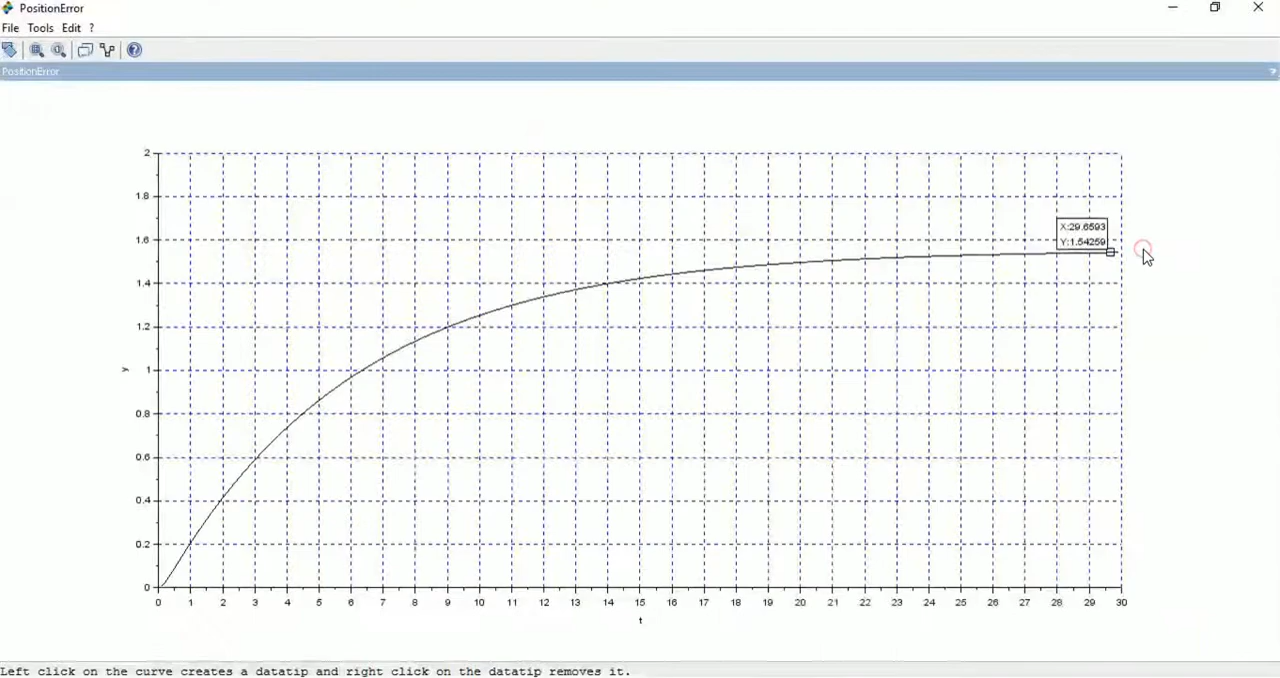 PositionError
File Tools Edit ?
PositionError ?
2
1.8
1.6
1.4
1.2
1
0.8
0.6
0.4
0.2
0
y
X:29.6593
Y:1.54259
0 1 2 3 4 5 6 7 8 9 10 11 12 13 14 15 16 17 18 19 20 21 22 23 24 25 26 27 28 29 30
t
Left click on the curve creates a datatip and right click on the datatip removes it.